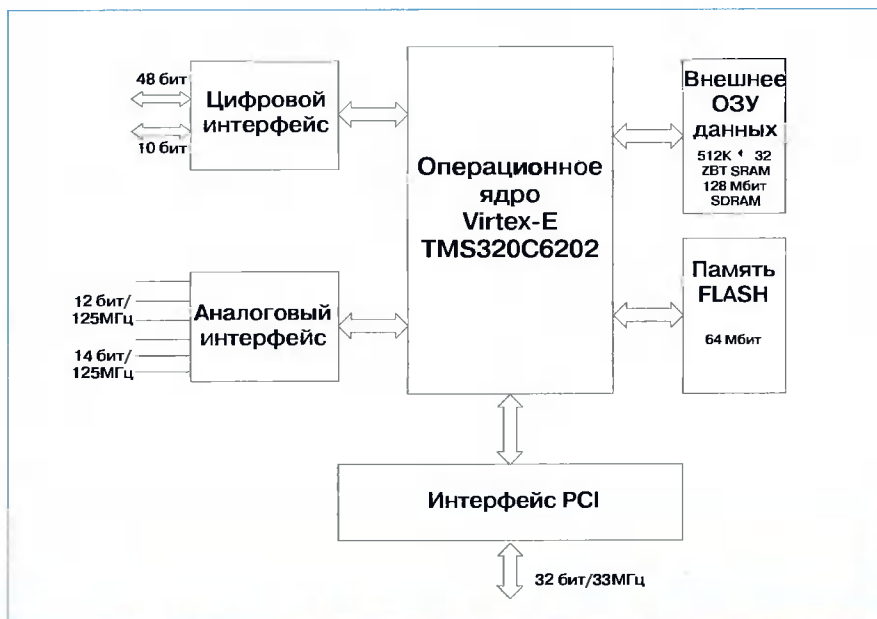 48 бит
10 бит
Цифровой
интерфейс
12 бит/
125МГц
14 бит/
125МГц
Аналоговый
интерфейс
Операционное
ядро
Virtex-E
TMS320C6202
Внешнее
ОЗУ
данных
512K 32
ZBT SRAM
128 Мбит
SDRAM
Память
FLASH
64 Мбит
Интерфейс PCI
32 бит/33МГц